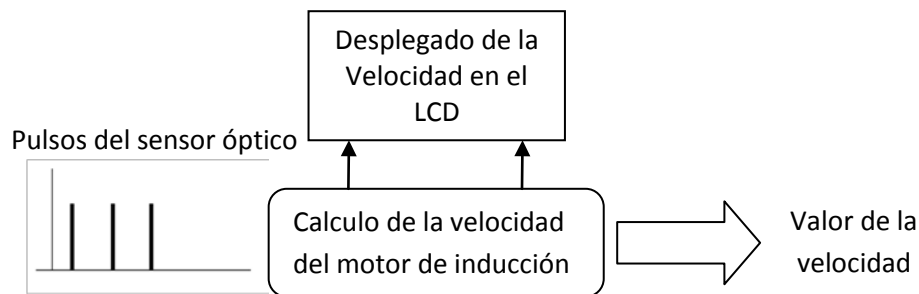 Desplegado de la
Velocidad en el
LCD
Pulsos del sensor óptico
Calculo de la velocidad
del motor de inducción
Valor de la
velocidad